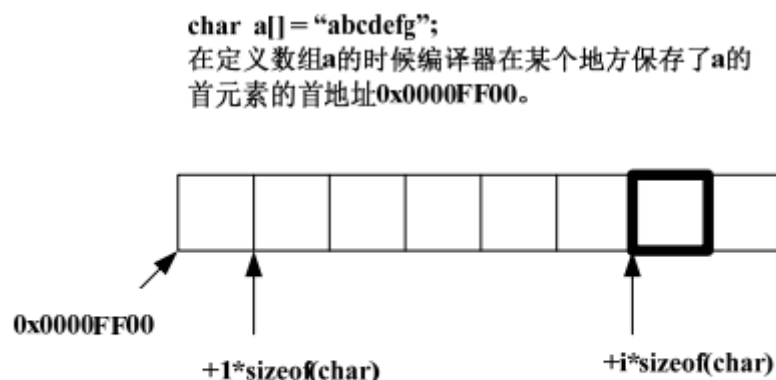 char a[] = “abcdefg”;
在定义数组a的时候编译器在某个地方保存了a的
首元素的首地址0x0000FF00。
0x0000FF00
+1*sizeof(char)
+i*sizeof(char)